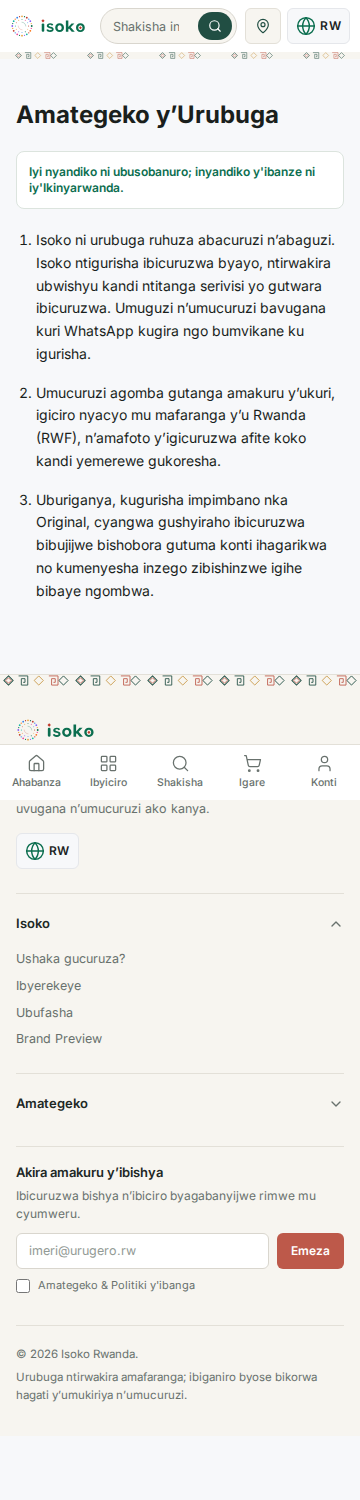 isoko
Shakisha in
RW
Amategeko y’Urubuga
Iyi nyandiko ni ubusobanuro; inyandiko y'ibanze ni
iy'Ikinyarwanda.
1. Isoko ni urubuga ruhuza abacuruzi n’abaguzi.
Isoko ntigurisha ibicuruzwa byayo, ntirwakira
ubwishyu kandi ntitanga serivisi yo gutwara
ibicuruzwa. Umuguzi n’umucuruzi bavugana
kuri WhatsApp kugira ngo bumvikane ku
igurisha.
2. Umucuruzi agomba gutanga amakuru y’ukuri,
igiciro nyacyo mu mafaranga y’u Rwanda
(RWF), n’amafoto y’igicuruzwa afite koko
kandi yemerewe gukoresha.
3. Uburiganya, kugurisha impimbano nka
Original, cyangwa gushyiraho ibicuruzwa
bibujijwe bishobora gutuma konti ihagarikwa
no kumenyesha inzego zibishinzwe igihe
bibaye ngombwa.
isoko
Ahabanza
Ibyiciro
Shakisha
Igare
Konti
uvugana n’umucuruzi ako kanya.
RW
Isoko
Ushaka gucuruza?
Ibyerekeye
Ubufasha
Brand Preview
Amategeko
Akira amakuru y’ibishya
Ibicuruzwa bishya n’ibiciro byagabanyijwe rimwe mu
cyumweru.
imeri@urugero.rw
Emeza
Amategeko & Politiki y'ibanga
© 2026 Isoko Rwanda.
Urubuga ntirwakira amafaranga; ibiganiro byose bikorwa
hagati y’umukiriya n’umucuruzi.